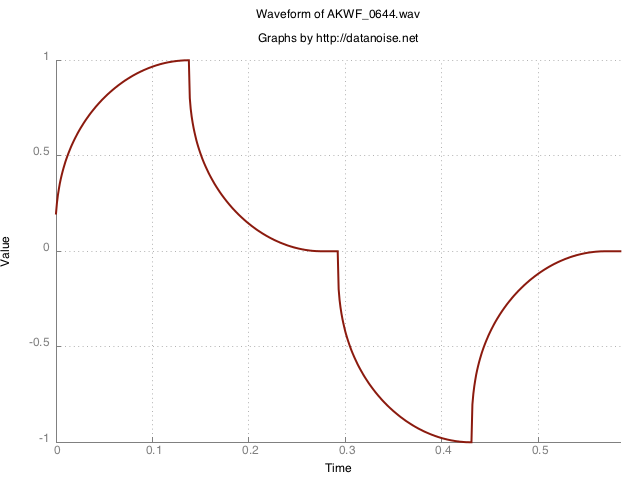 Waveform of AKWF_0644.wav
Graphs by http://datanoise.net
1
0.5
0
-0.5
-1
Value
0 0.1 0.2 0.3 0.4 0.5
Time